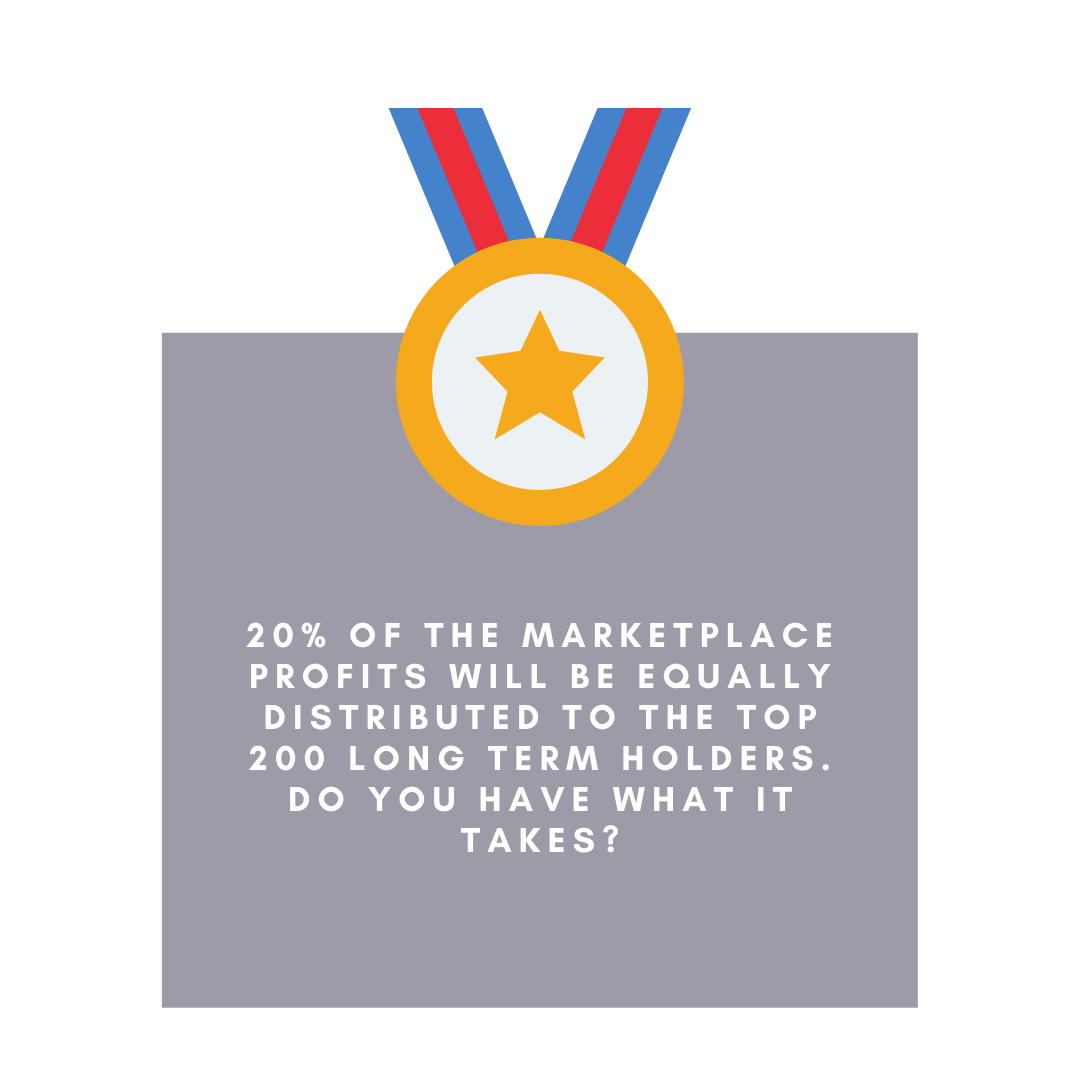 20% OF THE MARKETPLACE
PROFITS WILL BE EQUALLY
DISTRIBUTED TO THE TOP
200 LONG TERM HOLDERS.
DO YOU HAVE WHAT IT
TAKES?